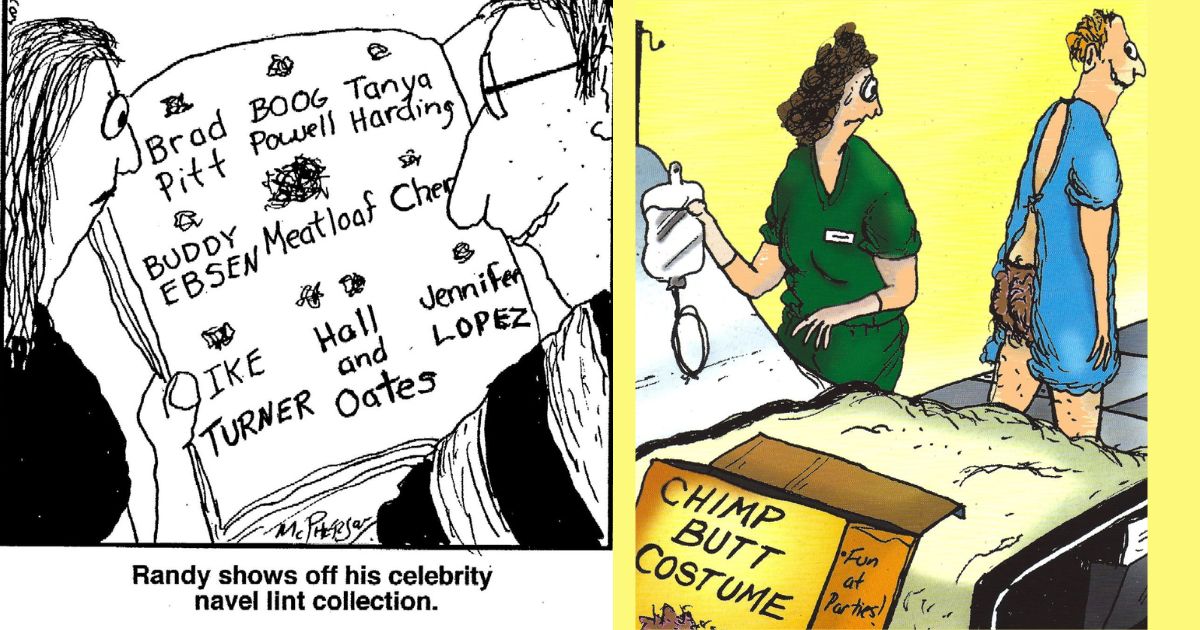 Brad
Pitt
BOOG
Powell
Tanya
Harding
BUDDY
EBSEN
Meatloaf
Cher
IKE
TURNER
Hall
and
Oates
Jennifer
LOPEZ
McPherson
Randy shows off his celebrity
navel lint collection.
CHIMP
BUTT
COSTUME
•Fun
at
Parties!